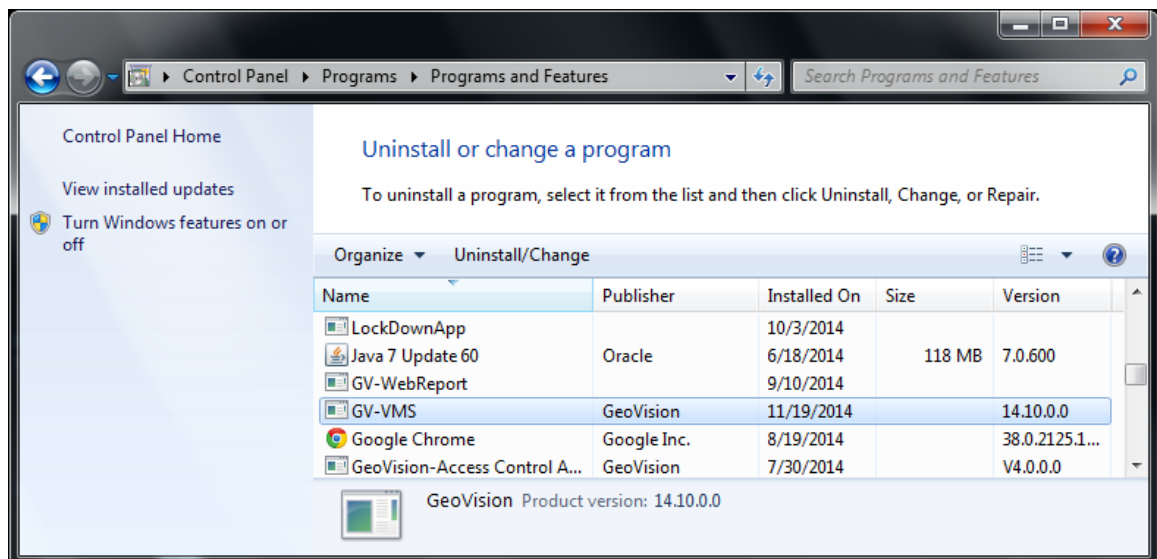 Control Panel Programs Programs and Features Search Programs and Features
Control Panel Home
View installed updates
Turn Windows features on or
off
Uninstall or change a program
To uninstall a program, select it from the list and then click Uninstall, Change, or Repair.
Organize Uninstall/Change
Name Publisher Installed On Size Version
LockDownApp 10/3/2014
Java 7 Update 60 Oracle 6/18/2014 118 MB 7.0.600
GV-WebReport 9/10/2014
GV-VMS GeoVision 11/19/2014 14.10.0.0
Google Chrome Google Inc. 8/19/2014 38.0.2125.1...
GeoVision-Access Control A... GeoVision 7/30/2014 V4.0.0.0
GeoVision Product version: 14.10.0.0